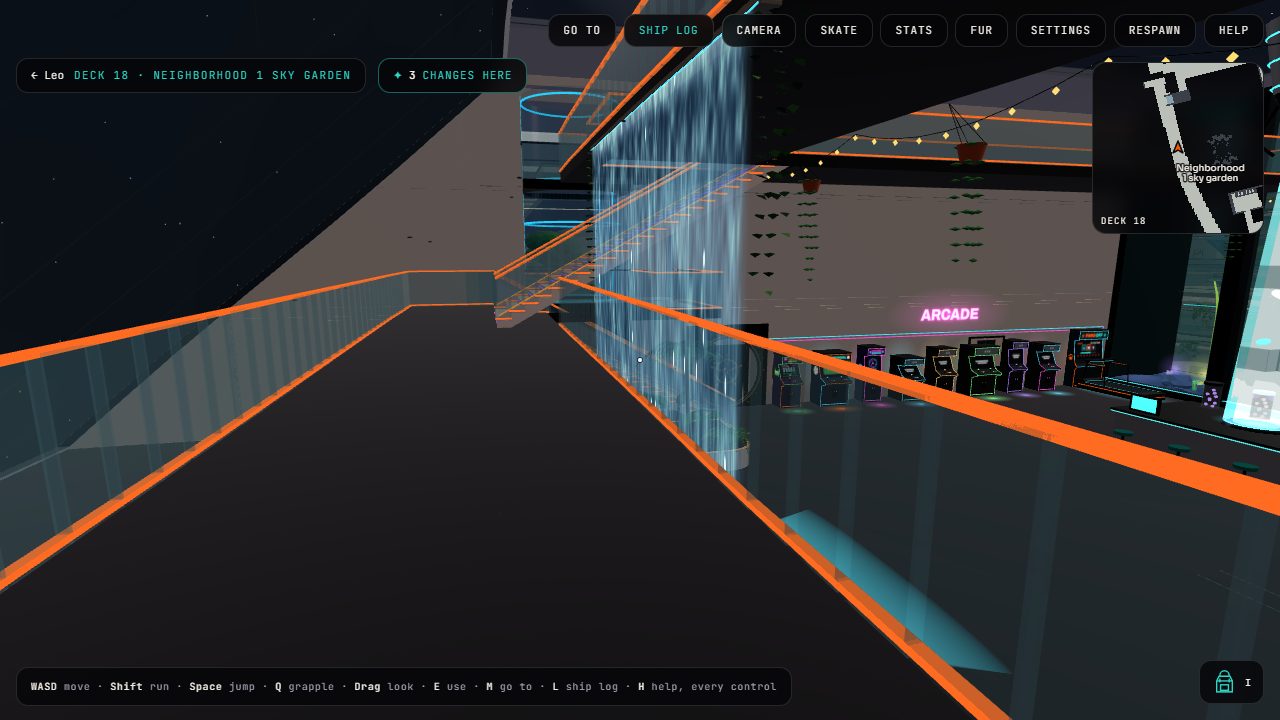 GO TO
SHIP LOG
CAMERA
SKATE
STATS
FUR
SETTINGS
RESPAWN
HELP
← Leo DECK 18 · NEIGHBORHOOD 1 SKY GARDEN
✦ 3 CHANGES HERE
Neighborhood
1 sky garden
DECK 18
ARCADE
WASD move · Shift run · Space jump · Q grapple · Drag look · E use · M go to · L ship log · H help, every control
I